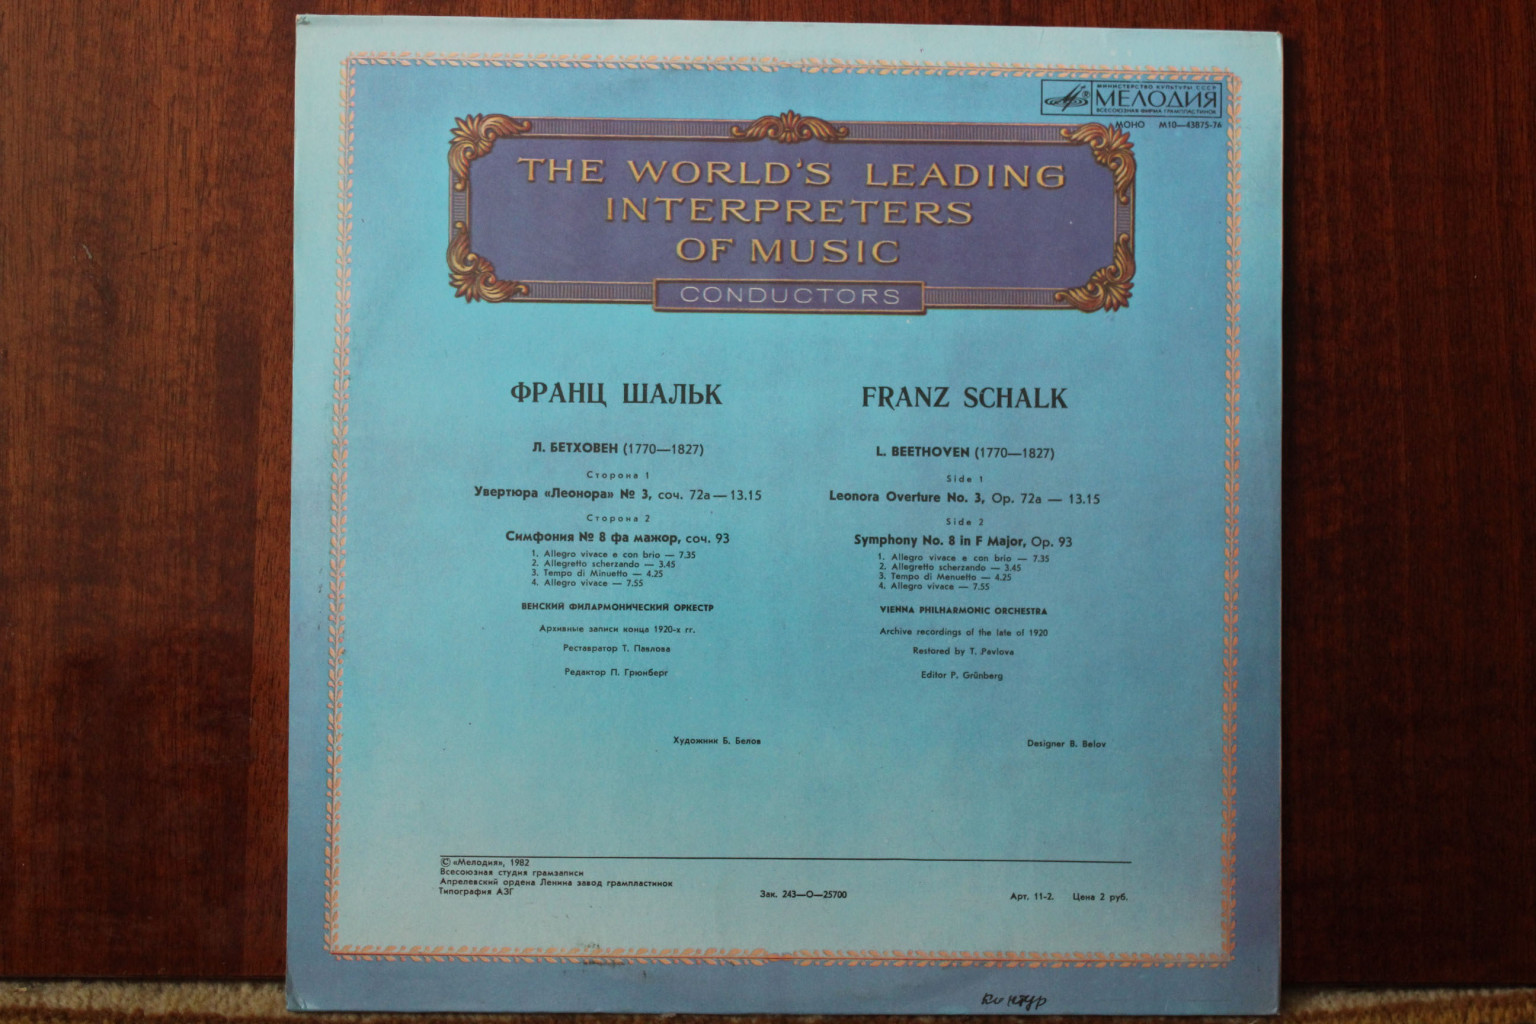 МИНИСТЕРСТВО КУЛЬТУРЫ СССР
МЕЛОДИЯ
ВСЕСОЮЗНАЯ ФИРМА ГРАМПЛАСТИНОК
МОНО М10—43875-76
THE WORLD'S LEADING
INTERPRETERS
OF MUSIC
CONDUCTORS
ФРАНЦ ШАЛЬК
Л. БЕТХОВЕН (1770—1827)
Сторона 1
Увертюра «Леонора» № 3, соч. 72а — 13.15
Сторона 2
Симфония № 8 фа мажор, соч. 93
1. Allegro vivace e con brio — 7.35
2. Allegretto scherzando — 3.45
3. Tempo di Minuetto — 4.25
4. Allegro vivace — 7.55
ВЕНСКИЙ ФИЛАРМОНИЧЕСКИЙ ОРКЕСТР
Архивные записи конца 1920-х гг.
Реставратор Т. Павлова
Редактор П. Грюнберг
Художник Б. Белов
FRANZ SCHALK
L. BEETHOVEN (1770—1827)
Side 1
Leonora Overture No. 3, Op. 72a — 13.15
Side 2
Symphony No. 8 in F Major, Op. 93
1. Allegro vivace e con brio — 7.35
2. Allegretto scherzando — 3.45
3. Tempo di Menuetto — 4.25
4. Allegro vivace — 7.55
VIENNA PHILHARMONIC ORCHESTRA
Archive recordings of the late of 1920
Restored by T. Pavlova
Editor P. Grünberg
Designer B. Belov
© «Мелодия», 1982
Всесоюзная студия грамзаписи
Апрелевский ордена Ленина завод грампластинок
Типография АЗГ
Зак. 243—О—25700
Арт. 11-2. Цена 2 руб.
Контур